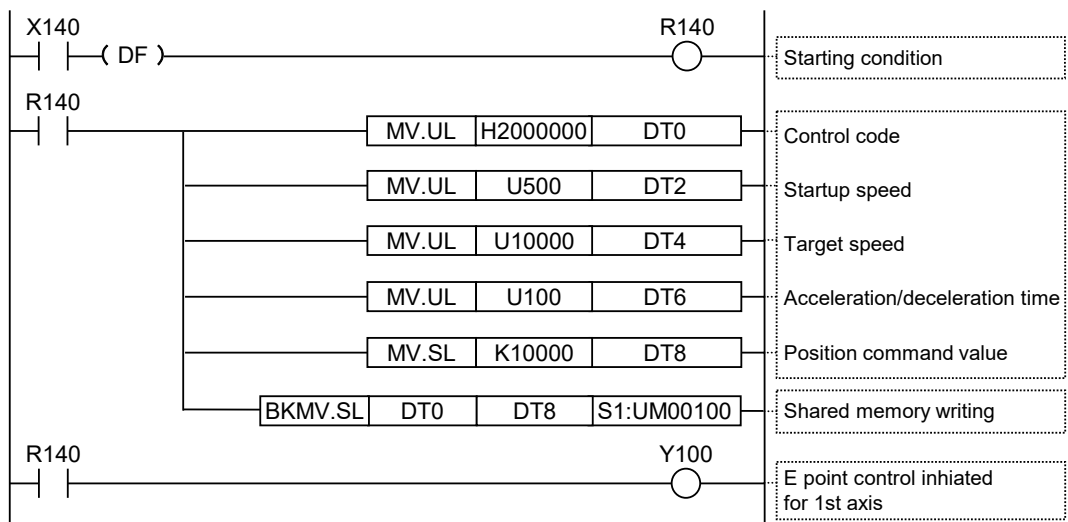 X140
R140
( DF )
Starting condition
R140
MV.UL H2000000 DT0
Control code
MV.UL U500 DT2
Startup speed
MV.UL U10000 DT4
Target speed
MV.UL U100 DT6
Acceleration/deceleration time
MV.SL K10000 DT8
Position command value
BKMV.SL DT0 DT8 S1:UM00100
Shared memory writing
R140
Y100
E point control inhiated
for 1st axis